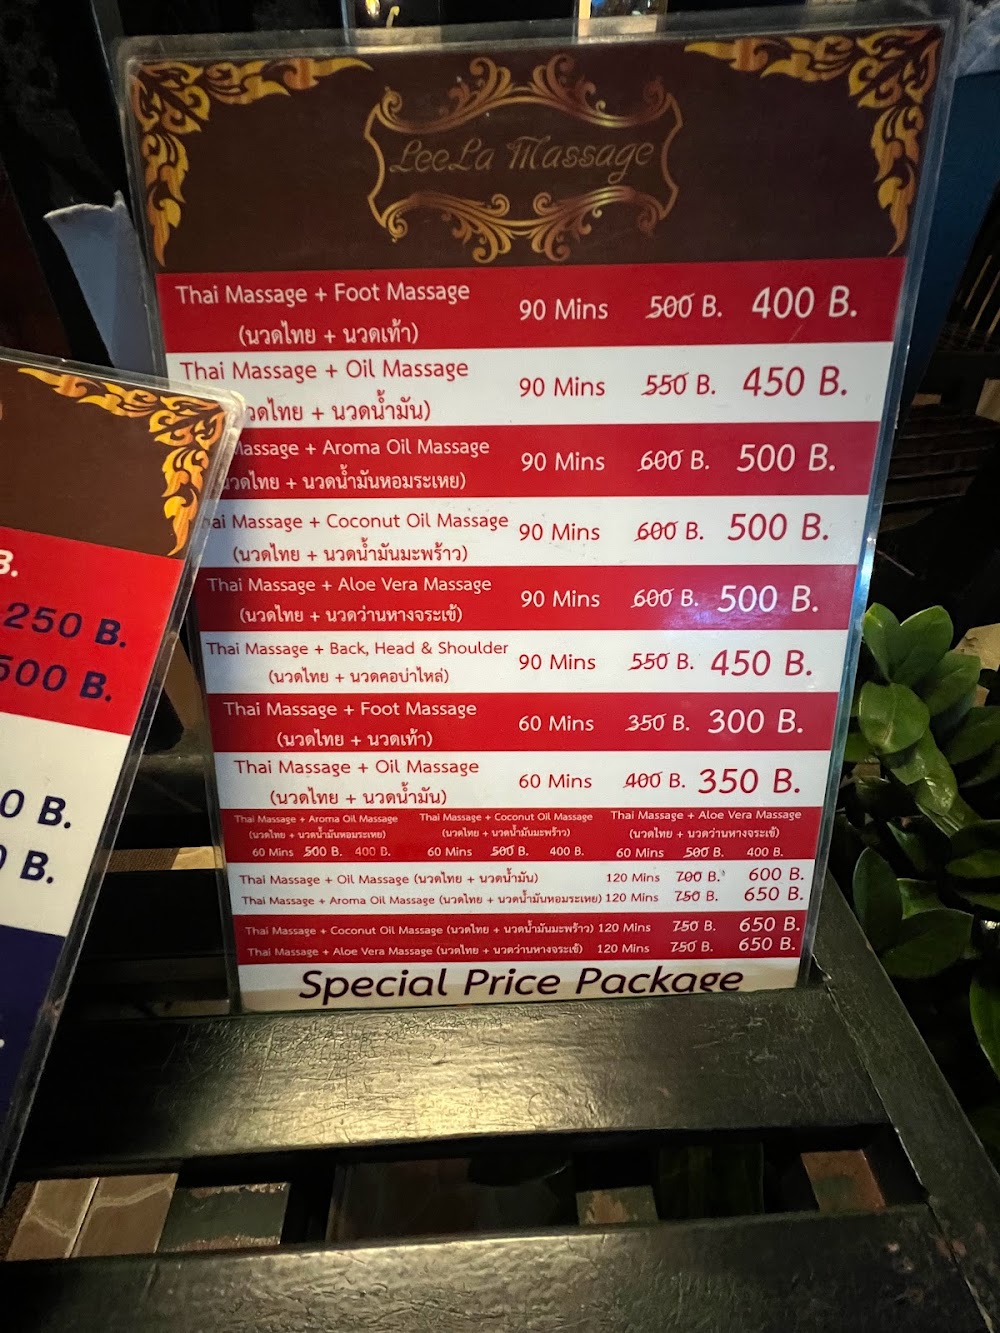 LeeLa Massage
Thai Massage + Foot Massage 90 Mins 500 B. 400 B.
(นวดไทย + นวดเท้า)
Thai Massage + Oil Massage 90 Mins 550 B. 450 B.
วดไทย + นวดน้ำมัน)
Massage + Aroma Oil Massage 90 Mins 600 B. 500 B.
วดไทย + นวดน้ำมันหอมระเหย)
ai Massage + Coconut Oil Massage 90 Mins 600 B. 500 B.
(นวดไทย + นวดน้ำมันมะพร้าว)
Thai Massage + Aloe Vera Massage 90 Mins 600 B. 500 B.
(นวดไทย + นวดว่านหางจระเข้)
Thai Massage + Back, Head & Shoulder 90 Mins 550 B. 450 B.
(นวดไทย + นวดคอบ่าไหล่)
Thai Massage + Foot Massage 60 Mins 350 B. 300 B.
(นวดไทย + นวดเท้า)
Thai Massage + Oil Massage 60 Mins 400 B. 350 B.
(นวดไทย + นวดน้ำมัน)
Thai Massage + Aroma Oil Massage Thai Massage + Coconut Oil Massage Thai Massage + Aloe Vera Massage
(นวดไทย + นวดน้ำมันหอมระเหย) (นวดไทย + นวดน้ำมันมะพร้าว) (นวดไทย + นวดว่านหางจระเข้)
60 Mins 500 B. 400 B. 60 Mins 500 B. 400 B. 60 Mins 500 B. 400 B.
Thai Massage + Oil Massage (นวดไทย + นวดน้ำมัน) 120 Mins 700 B. 600 B.
Thai Massage + Aroma Oil Massage (นวดไทย + นวดน้ำมันหอมระเหย) 120 Mins 750 B. 650 B.
Thai Massage + Coconut Oil Massage (นวดไทย + นวดน้ำมันมะพร้าว) 120 Mins 750 B. 650 B.
Thai Massage + Aloe Vera Massage (นวดไทย + นวดว่านหางจระเข้) 120 Mins 750 B. 650 B.
Special Price Package
B.
250 B.
500 B.
0 B.
B.